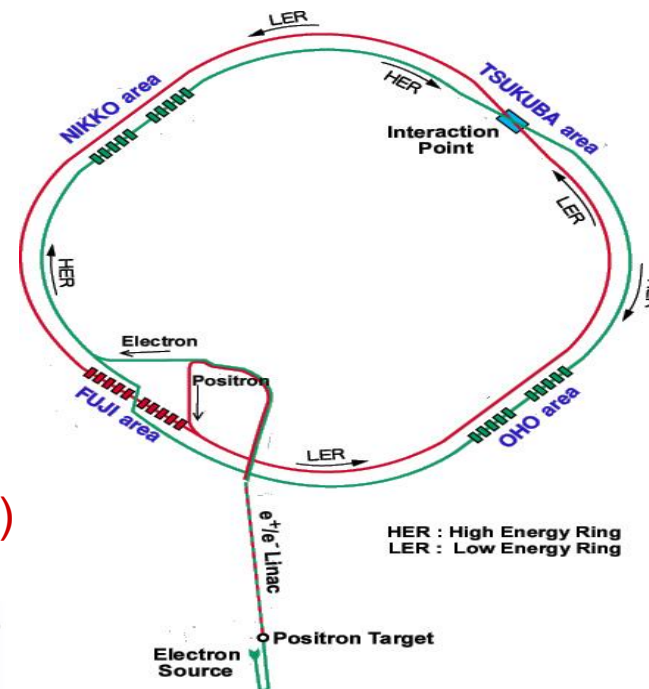 LER
HER
TSUKUBA area
NIKKO area
Interaction
Point
LER
HER
Electron
Positron
FUJI area
OHO area
LER
)
e+/e- Linac
HER : High Energy Ring
LER : Low Energy Ring
Positron Target
Electron
Source